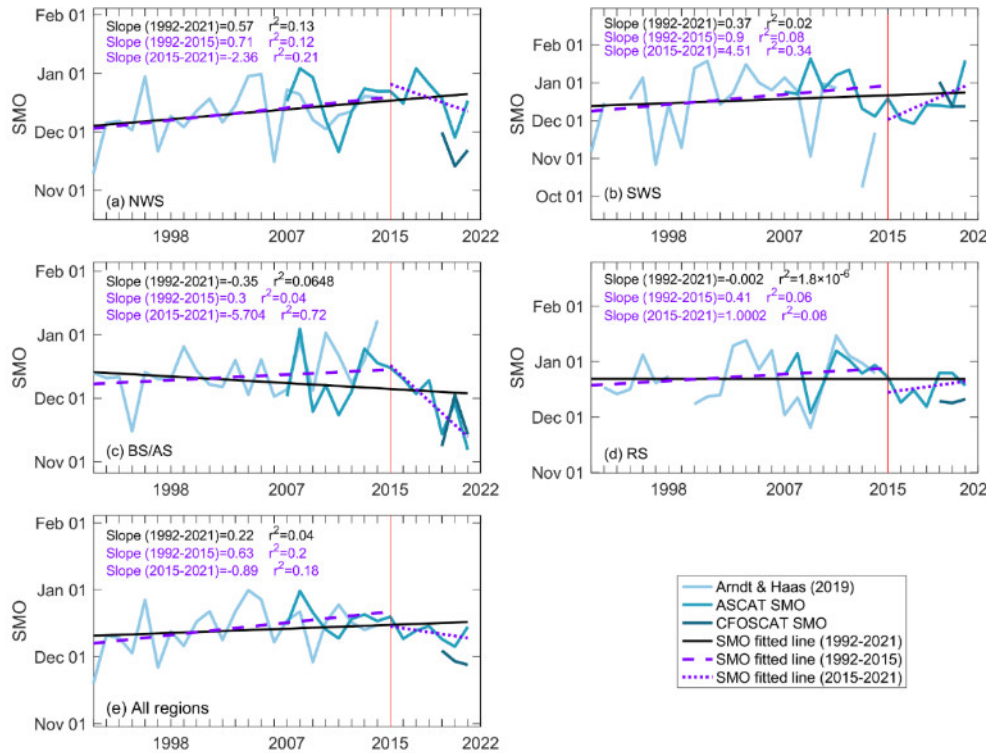 Feb 01
Slope (1992-2021)=0.57 r²=0.13
Slope (1992-2015)=0.71 r²=0.12
Slope (2015-2021)=-2.36 r²=0.21
Jan 01
SMO
Dec 01
Nov 01
(a) NWS
1998 2007 2015 2022
Slope (1992-2021)=0.37 r²=0.02
Slope (1992-2015)=0.9 r²=0.08
Slope (2015-2021)=4.51 r²=0.34
Feb 01
Jan 01
SMO
Dec 01
Nov 01
Oct 01
(b) SWS
1998 2007 2015 202
Feb 01
Slope (1992-2021)=-0.35 r²=0.0648
Slope (1992-2015)=0.3 r²=0.04
Slope (2015-2021)=-5.704 r²=0.72
Jan 01
SMO
Dec 01
Nov 01
(c) BS/AS
1998 2007 2015 2022
Slope (1992-2021)=-0.002 r²=1.8×10⁻⁶
Slope (1992-2015)=0.41 r²=0.06
Slope (2015-2021)=1.0002 r²=0.08
Feb 01
Jan 01
SMO
Dec 01
Nov 01
(d) RS
1998 2007 2015 202
Feb 01
Slope (1992-2021)=0.22 r²=0.04
Slope (1992-2015)=0.63 r²=0.2
Slope (2015-2021)=-0.89 r²=0.18
Jan 01
SMO
Dec 01
Nov 01
(e) All regions
1998 2007 2015 2022
Arndt & Haas (2019)
ASCAT SMO
CFOSCAT SMO
SMO fitted line (1992-2021)
SMO fitted line (1992-2015)
SMO fitted line (2015-2021)